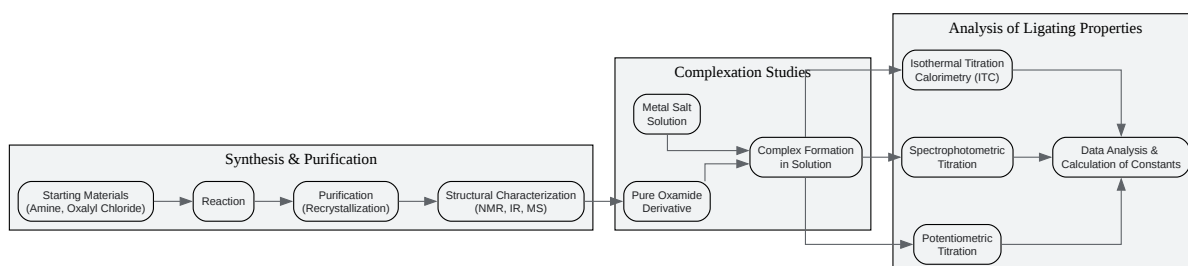 Synthesis & Purification
Starting Materials
(Amine, Oxalyl Chloride)
Reaction
Purification
(Recrystallization)
Structural Characterization
(NMR, IR, MS)
Complexation Studies
Metal Salt
Solution
Pure Oxamide
Derivative
Complex Formation
in Solution
Analysis of Ligating Properties
Isothermal Titration
Calorimetry (ITC)
Spectrophotometric
Titration
Potentiometric
Titration
Data Analysis &
Calculation of Constants